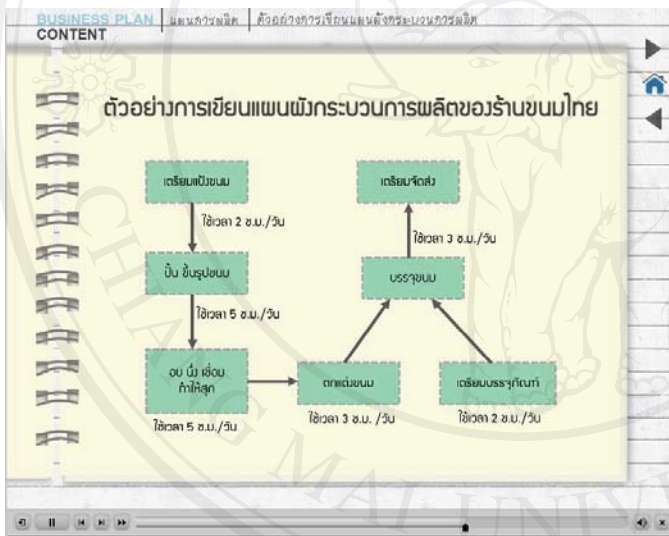 BUSINESS PLAN | แผนการผลิต | ตัวอย่างการเขียนแผนผังกระบวนการผลิต
CONTENT
ตัวอย่างการเขียนแผนผังกระบวนการผลิตของร้านขนมไทย
เตรียมแป้งขนม
เตรียมจัดส่ง
ใช้เวลา 2 ช.ม./วัน
ใช้เวลา 3 ช.ม./วัน
ปั้น ขึ้นรูปขนม
บรรจุขนม
ใช้เวลา 5 ช.ม./วัน
อบ นึ่ง เชื่อม
ทำให้สุก
ตกแต่งขนม
เตรียมบรรจุภัณฑ์
ใช้เวลา 5 ช.ม./วัน
ใช้เวลา 3 ช.ม. /วัน
ใช้เวลา 2 ช.ม./วัน
CHIANG MAI UNIV